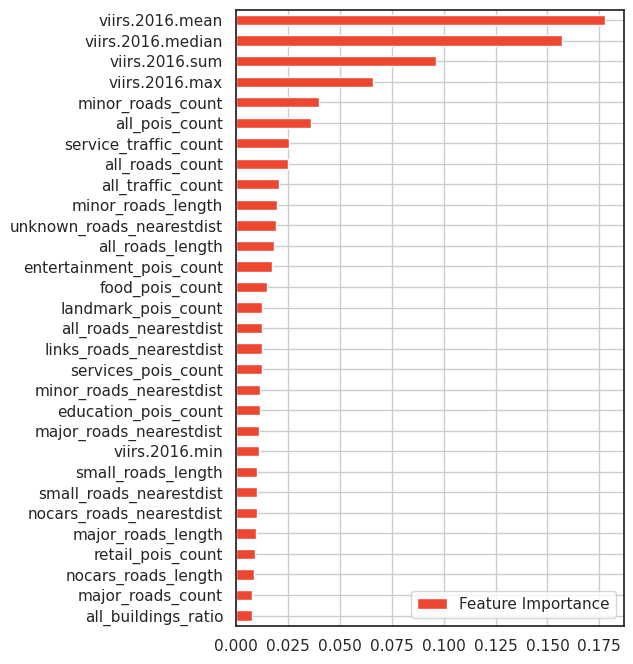 viirs.2016.mean
viirs.2016.median
viirs.2016.sum
viirs.2016.max
minor_roads_count
all_pois_count
service_traffic_count
all_roads_count
all_traffic_count
minor_roads_length
unknown_roads_nearestdist
all_roads_length
entertainment_pois_count
food_pois_count
landmark_pois_count
all_roads_nearestdist
links_roads_nearestdist
services_pois_count
minor_roads_nearestdist
education_pois_count
major_roads_nearestdist
viirs.2016.min
small_roads_length
small_roads_nearestdist
nocars_roads_nearestdist
major_roads_length
retail_pois_count
nocars_roads_length
major_roads_count
all_buildings_ratio
Feature Importance
0.000 0.025 0.050 0.075 0.100 0.125 0.150 0.175